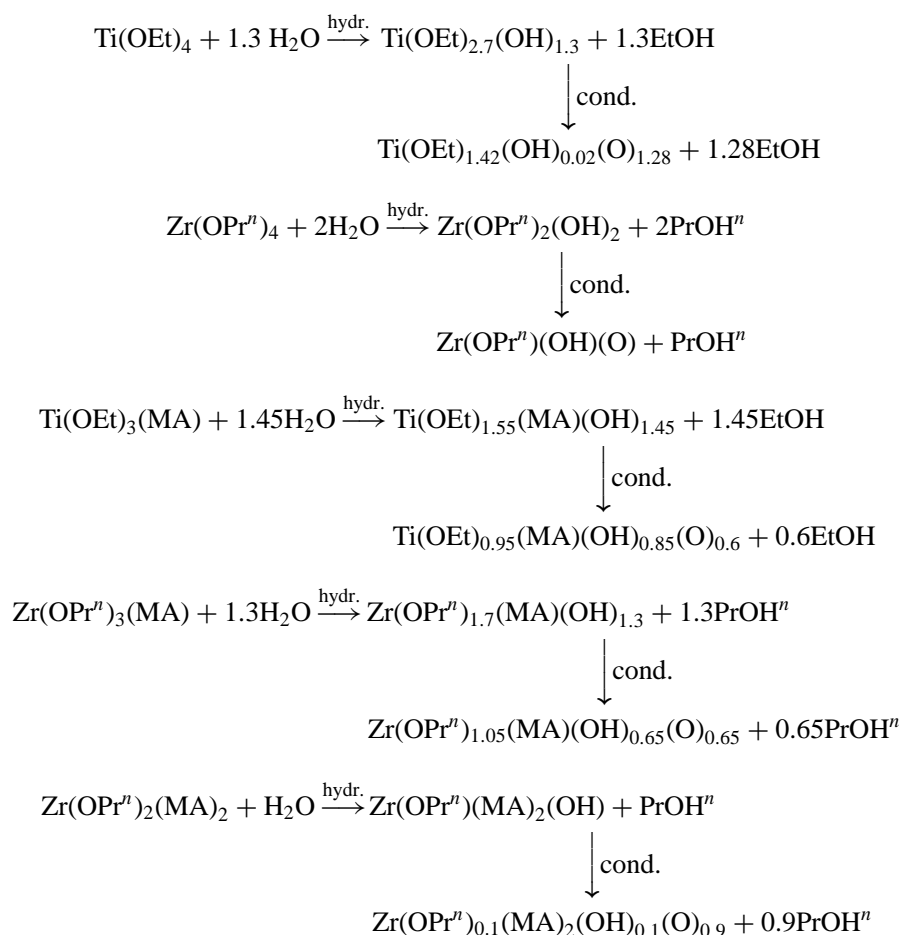 Ti(OEt)₄ + 1.3 H₂O —hydr.→ Ti(OEt)₂.₇(OH)₁.₃ + 1.3EtOH
↓ cond.
Ti(OEt)₁.₄₂(OH)₀.₀₂(O)₁.₂₈ + 1.28EtOH
Zr(OPrⁿ)₄ + 2H₂O —hydr.→ Zr(OPrⁿ)₂(OH)₂ + 2PrOHⁿ
↓ cond.
Zr(OPrⁿ)(OH)(O) + PrOHⁿ
Ti(OEt)₃(MA) + 1.45H₂O —hydr.→ Ti(OEt)₁.₅₅(MA)(OH)₁.₄₅ + 1.45EtOH
↓ cond.
Ti(OEt)₀.₉₅(MA)(OH)₀.₈₅(O)₀.₆ + 0.6EtOH
Zr(OPrⁿ)₃(MA) + 1.3H₂O —hydr.→ Zr(OPrⁿ)₁.₇(MA)(OH)₁.₃ + 1.3PrOHⁿ
↓ cond.
Zr(OPrⁿ)₁.₀₅(MA)(OH)₀.₆₅(O)₀.₆₅ + 0.65PrOHⁿ
Zr(OPrⁿ)₂(MA)₂ + H₂O —hydr.→ Zr(OPrⁿ)(MA)₂(OH) + PrOHⁿ
↓ cond.
Zr(OPrⁿ)₀.₁(MA)₂(OH)₀.₁(O)₀.₉ + 0.9PrOHⁿ